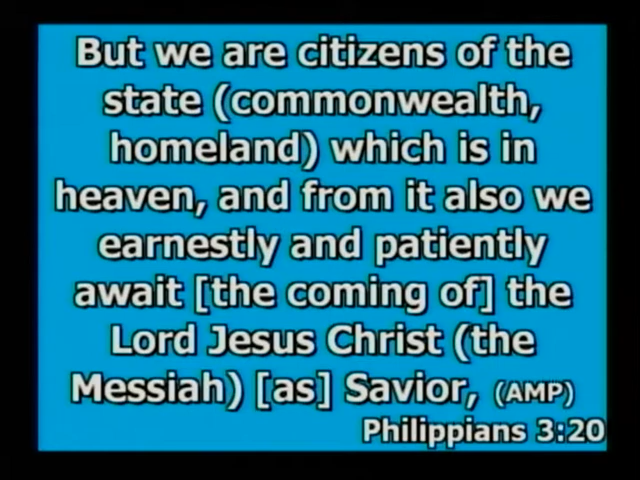 But we are citizens of the
state (commonwealth,
homeland) which is in
heaven, and from it also we
earnestly and patiently
await [the coming of] the
Lord Jesus Christ (the
Messiah) [as] Savior, (AMP)
Philippians 3:20